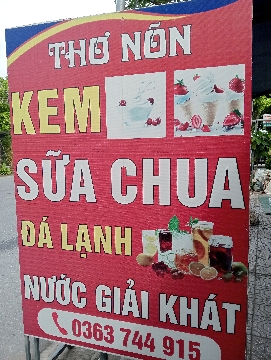 THƠ NÕN
KEM
SỮA CHUA
ĐÁ LẠNH
NƯỚC GIẢI KHÁT
0363 744 915